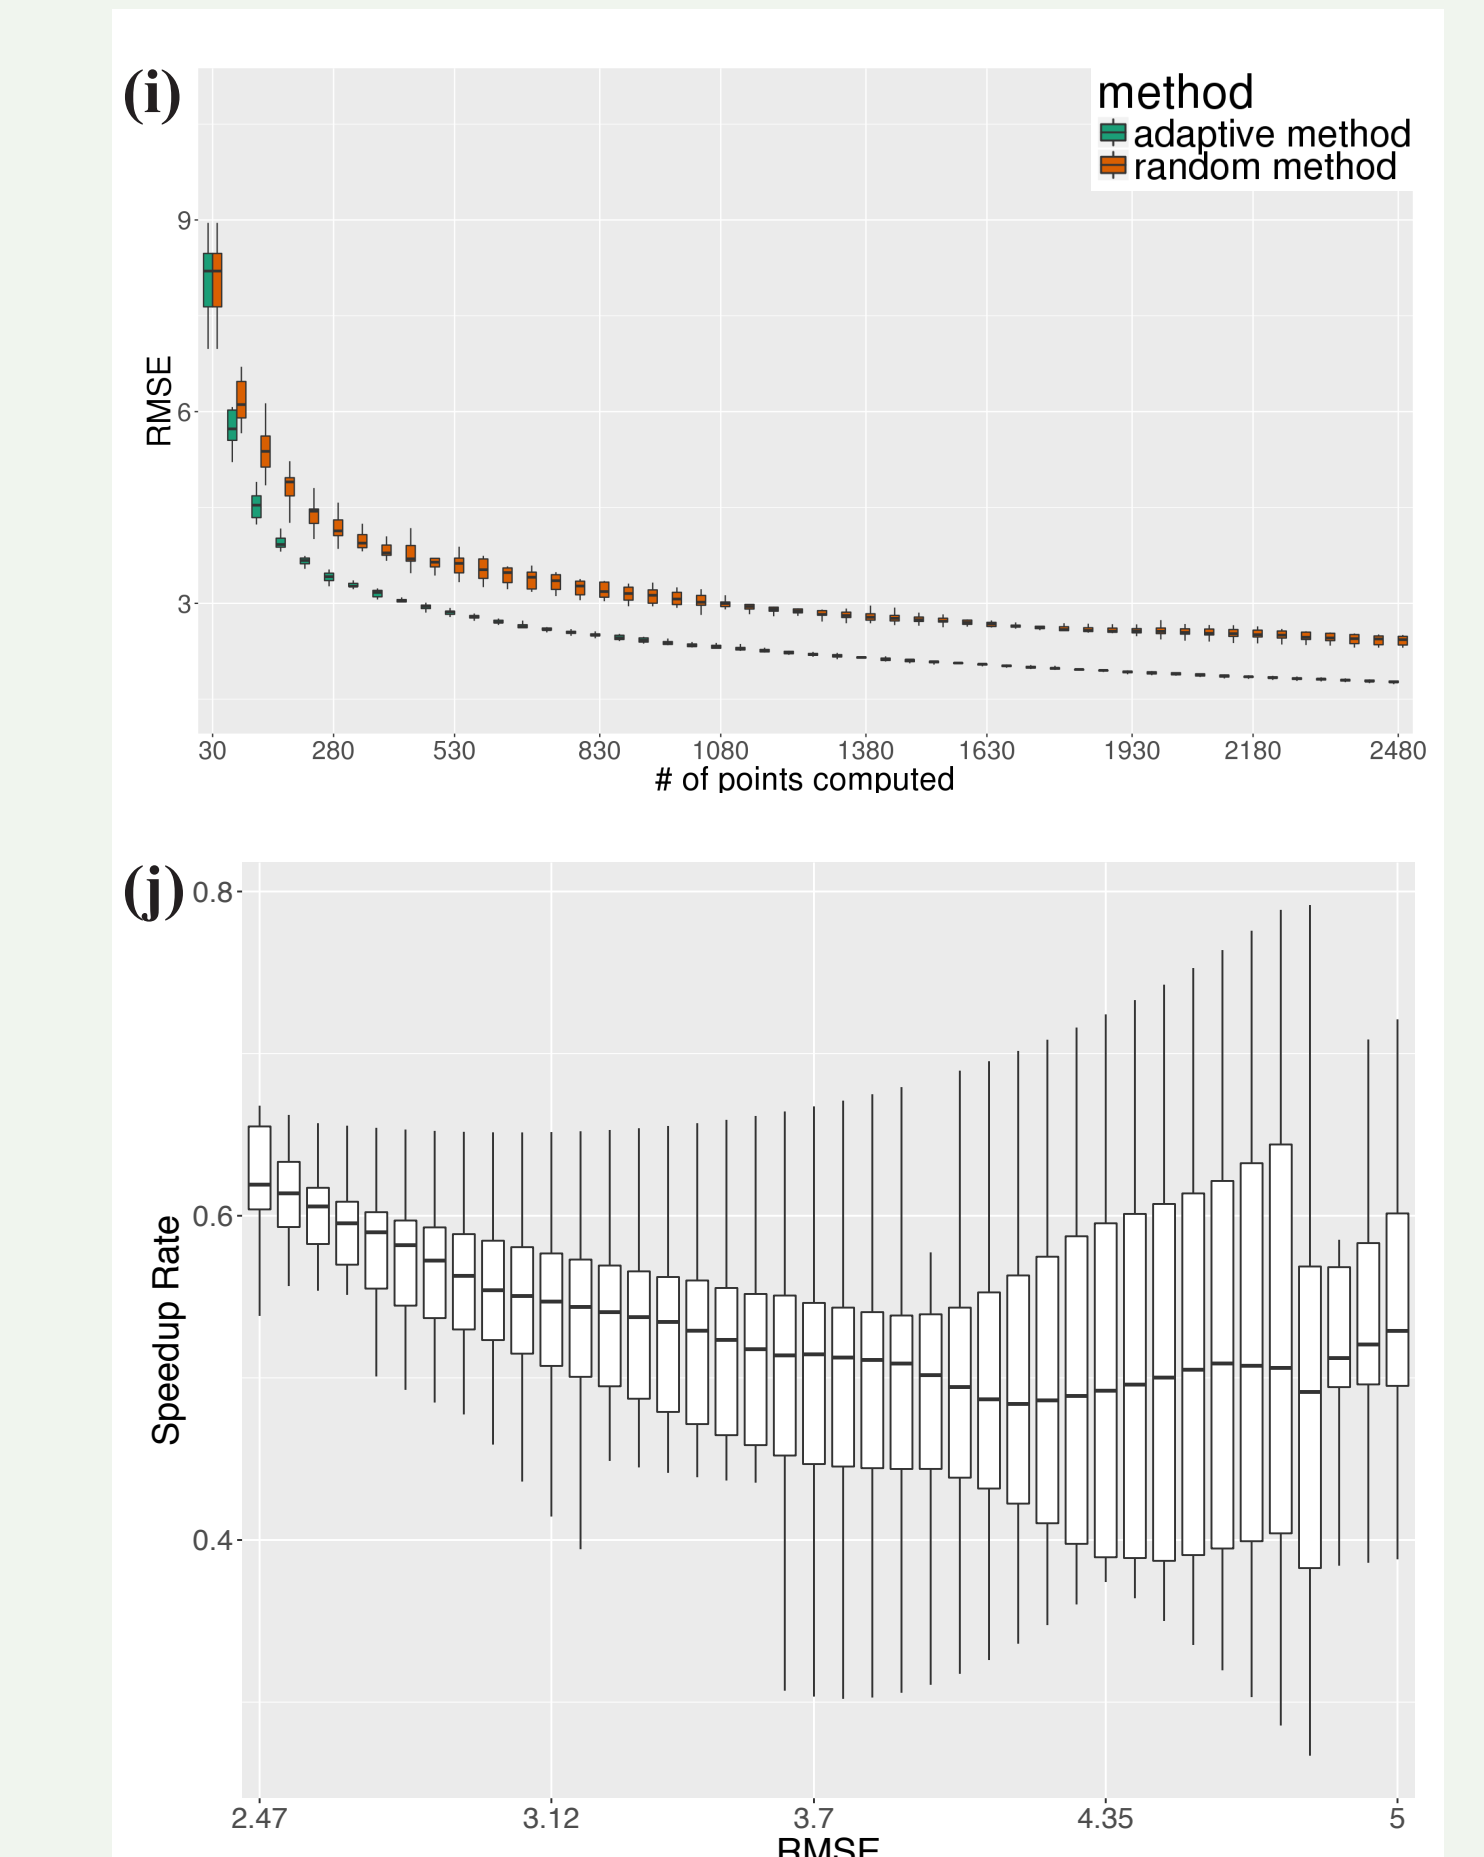 (i)
method
adaptive method
random method
9
6
3
RMSE
30 280 530 830 1080 1380 1630 1930 2180 2480
# of points computed
(j)
0.8
0.6
0.4
Speedup Rate
2.47 3.12 3.7 4.35 5
RMSE